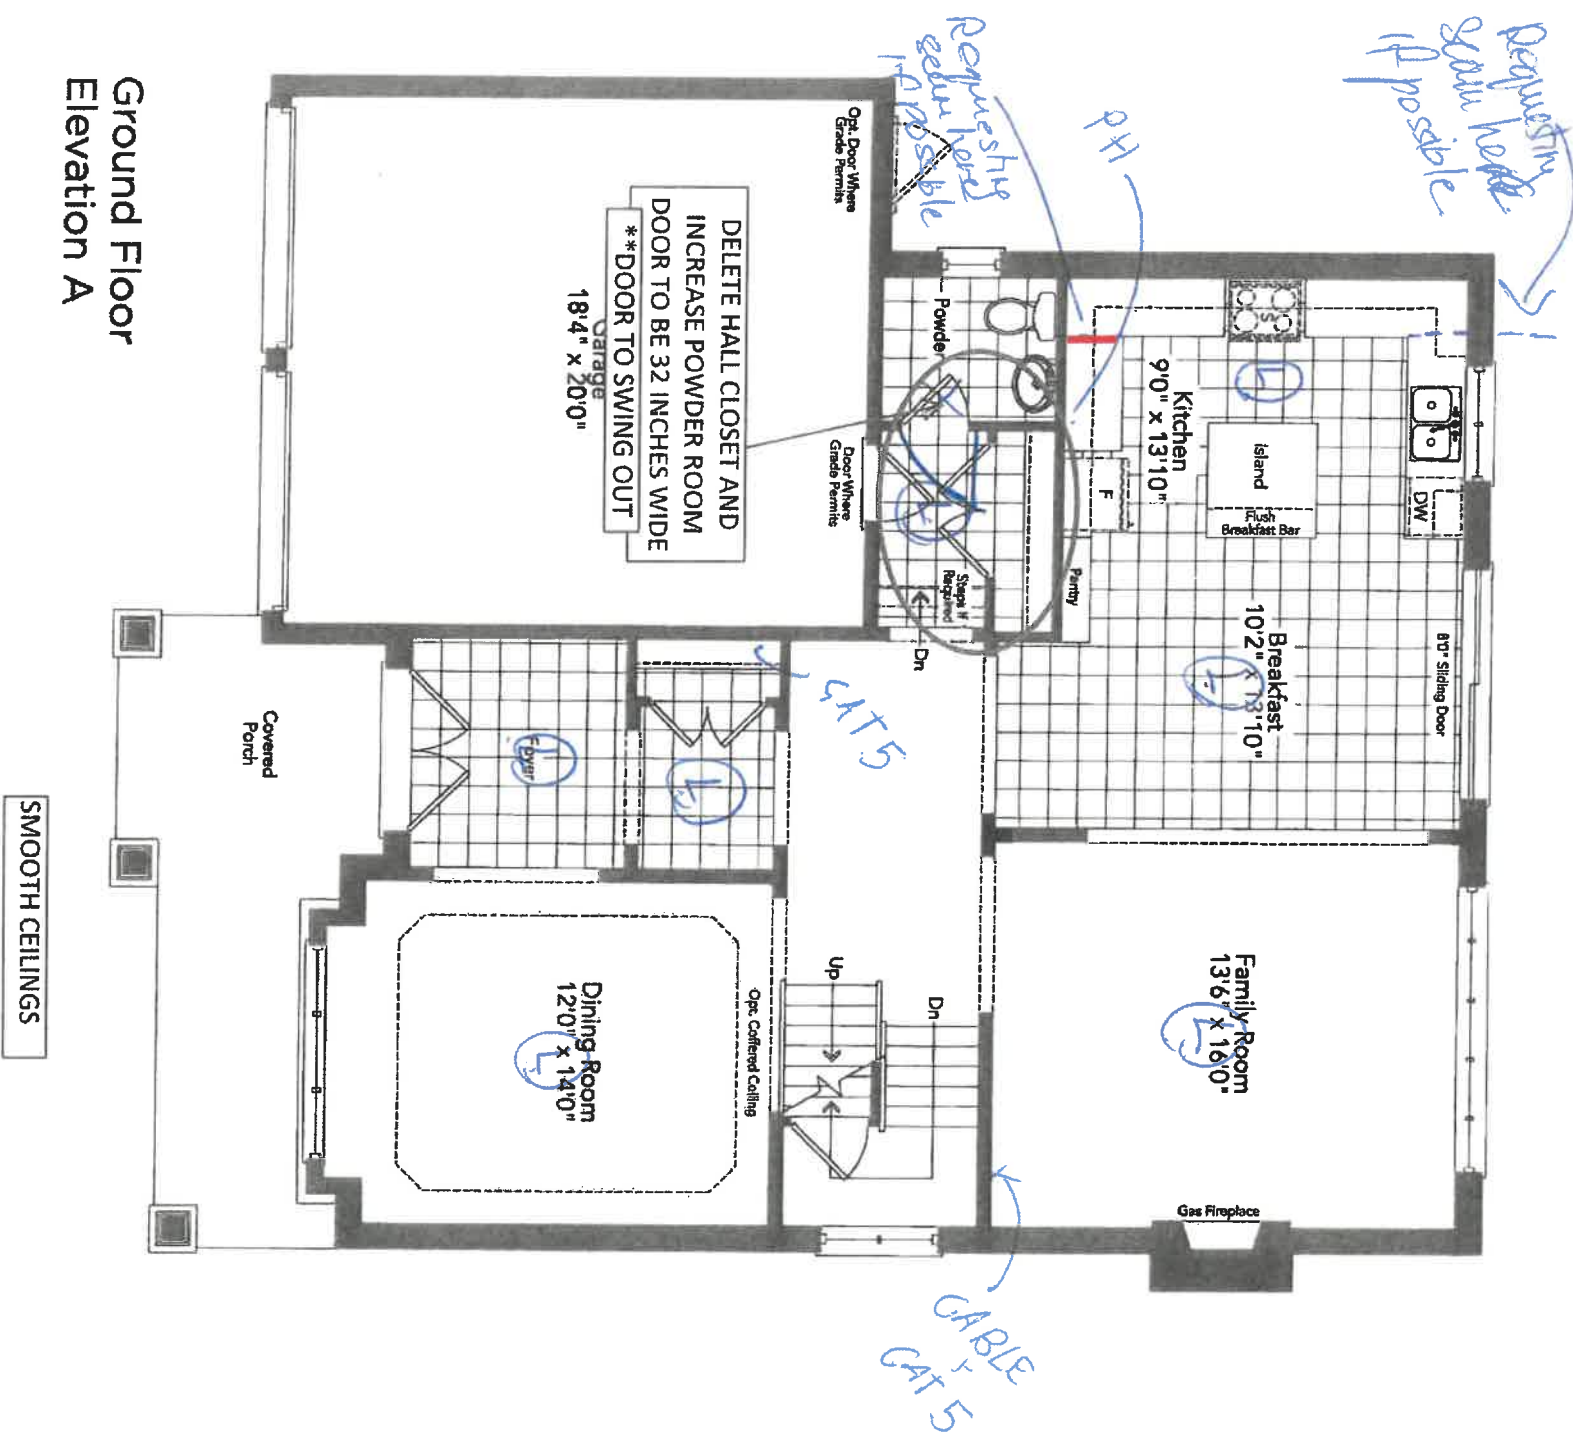 Ground Floor
Elevation A
SMOOTH CEILINGS
DELETE HALL CLOSET AND
INCREASE POWDER ROOM
DOOR TO BE 32 INCHES WIDE
**DOOR TO SWING OUT
Garage
18'4" x 20'0"
Opt. Door Where
Grade Permits
Door Where
Grade Permits
Powder
Steps if
Required
Dn
Pantry
F
Kitchen
9'0" x 13'10"
S
L
island
Flush
Breakfast Bar
DW
Breakfast
10'2" x 13'10"
L
8'0" Sliding Door
Family Room
13'6" x 16'0"
L
Gas Fireplace
Dining Room
12'0" x 14'0"
L
Opt. Coffered Ceiling
Up
Dn
Foyer
L
L
L
Covered
Porch
Requesting
seam here
if possible
Requesting
seam here
if possible
PH
CAT 5
CABLE
+
CAT 5